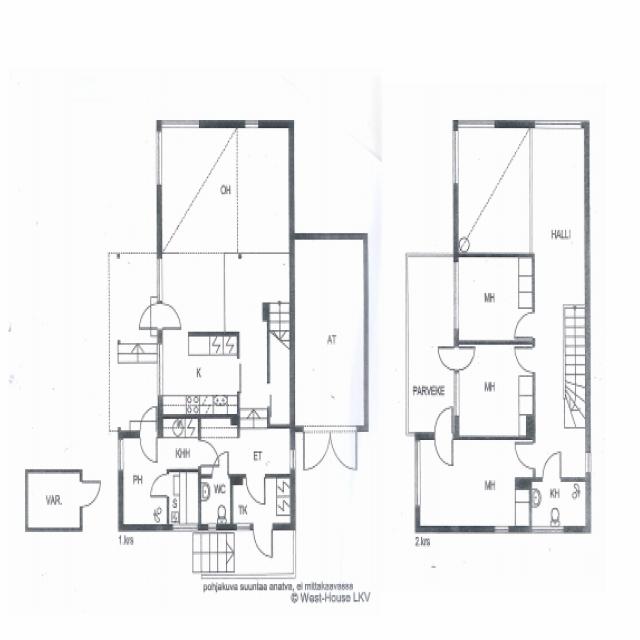 OH
HALLI
MH
AT
K
MH
PARVEKE
KHH
ET
PH
WC
MH
VAR.
S
TK
KH
1.krs
2.krs
pohjakuva suuntaa anatva, ei mittakaavassa
© West-House LKV